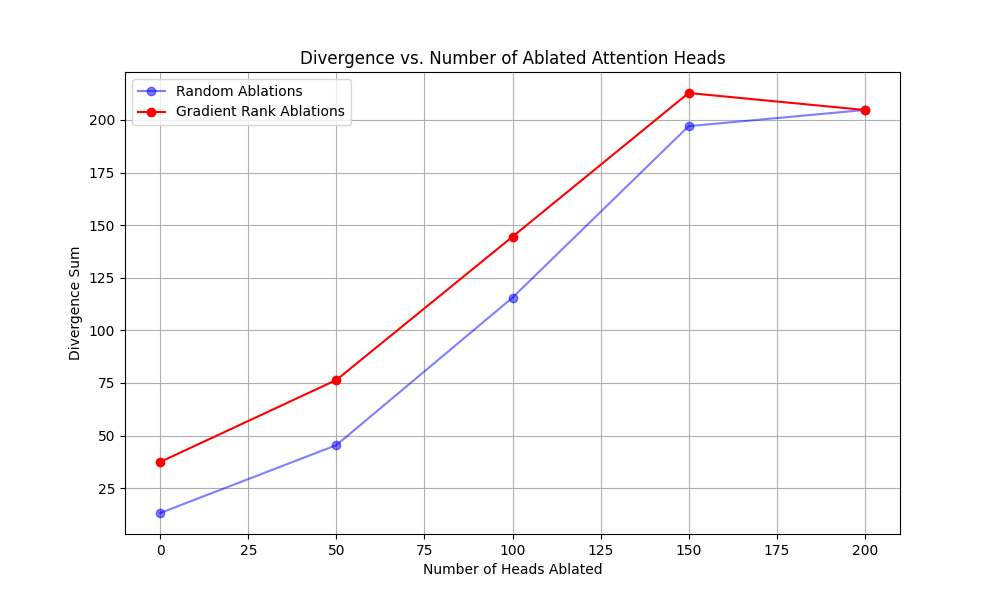 Divergence vs. Number of Ablated Attention Heads
Random Ablations
Gradient Rank Ablations
Divergence Sum
200
175
150
125
100
75
50
25
0 25 50 75 100 125 150 175 200
Number of Heads Ablated